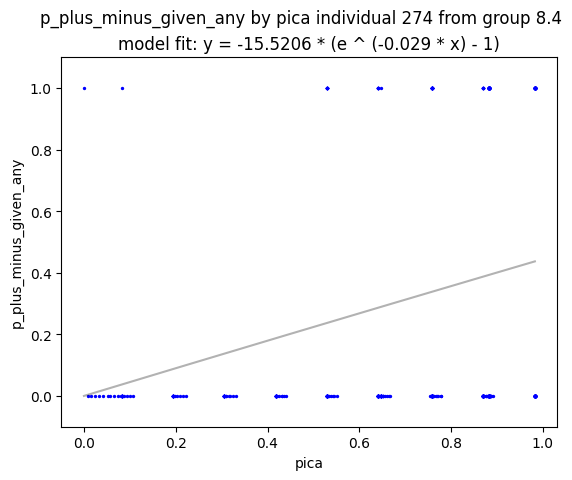 p_plus_minus_given_any by pica individual 274 from group 8.4
model fit: y = -15.5206 * (e ^ (-0.029 * x) - 1)
p_plus_minus_given_any
1.0
0.8
0.6
0.4
0.2
0.0
0.0 0.2 0.4 0.6 0.8 1.0
pica